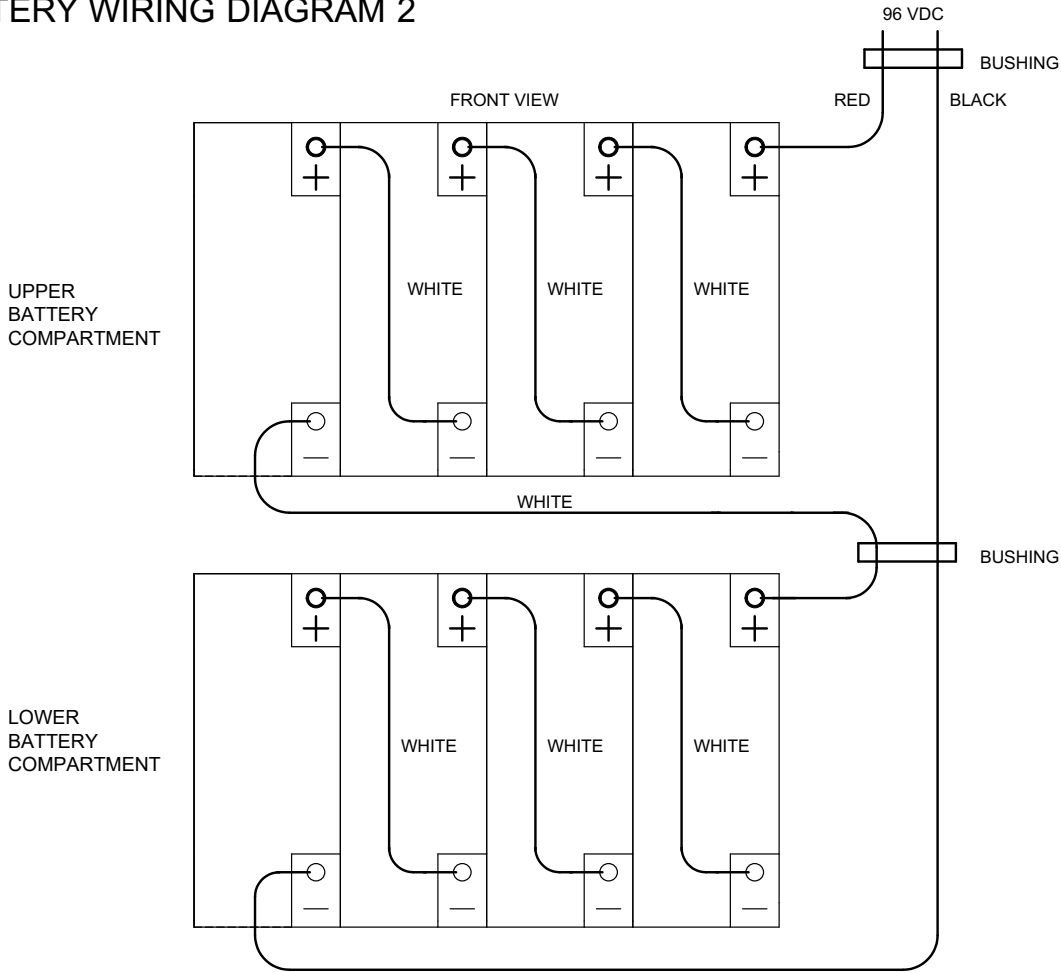 TERY WIRING DIAGRAM 2
96 VDC
BUSHING
FRONT VIEW
RED
BLACK
+
+
+
+
UPPER
BATTERY
COMPARTMENT
WHITE
WHITE
WHITE
—
—
—
—
WHITE
BUSHING
+
+
+
+
LOWER
BATTERY
COMPARTMENT
WHITE
WHITE
WHITE
—
—
—
—